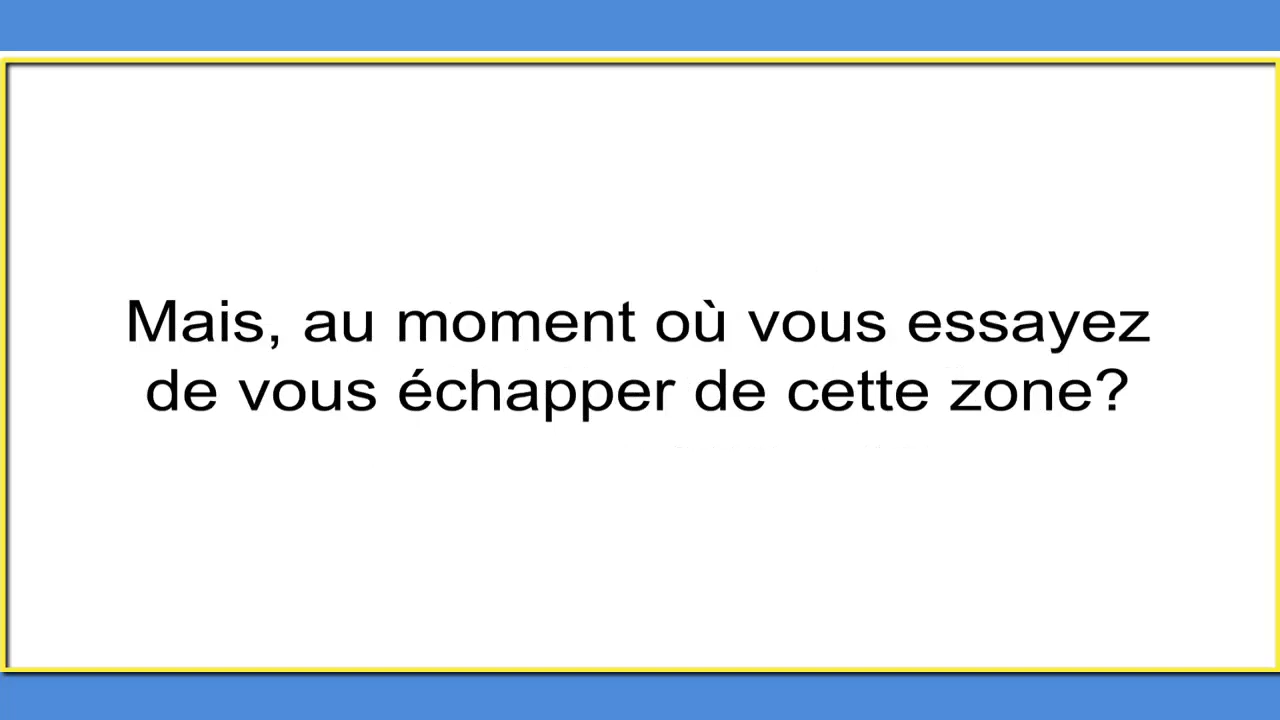 Mais, au moment où vous essayez
de vous échapper de cette zone?